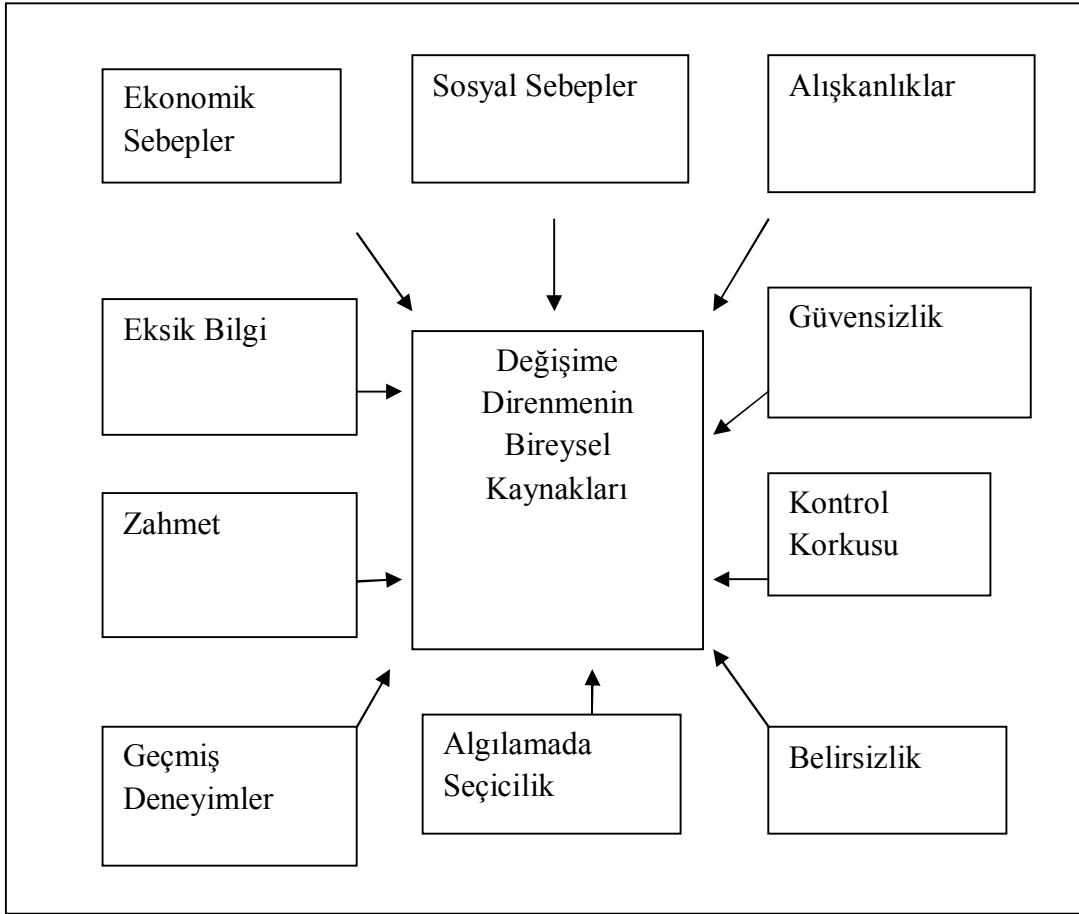 Ekonomik
Sebepler
Sosyal Sebepler
Alışkanlıklar
Eksik Bilgi
Değişime
Direnmenin
Bireysel
Kaynakları
Güvensizlik
Zahmet
Kontrol
Korkusu
Geçmiş
Deneyimler
Algılamada
Seçicilik
Belirsizlik